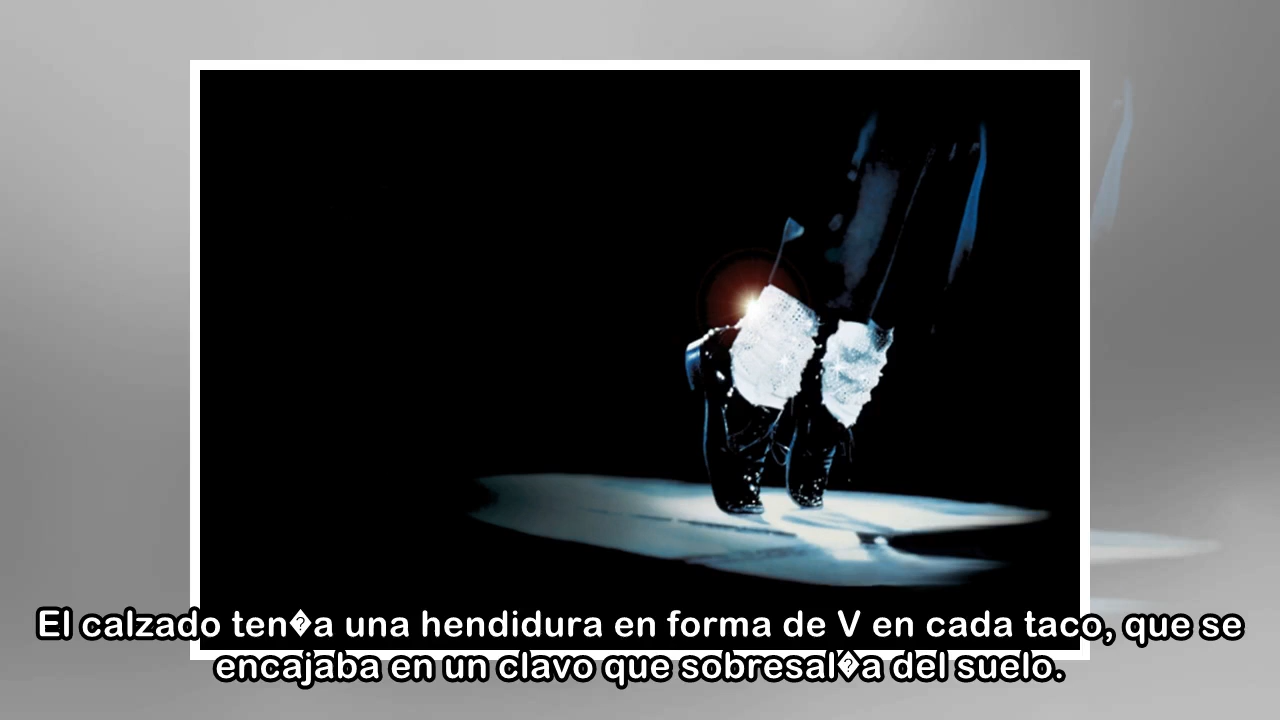 El calzado ten�a una hendidura en forma de V en cada taco, que se
encajaba en un clavo que sobresal�a del suelo.